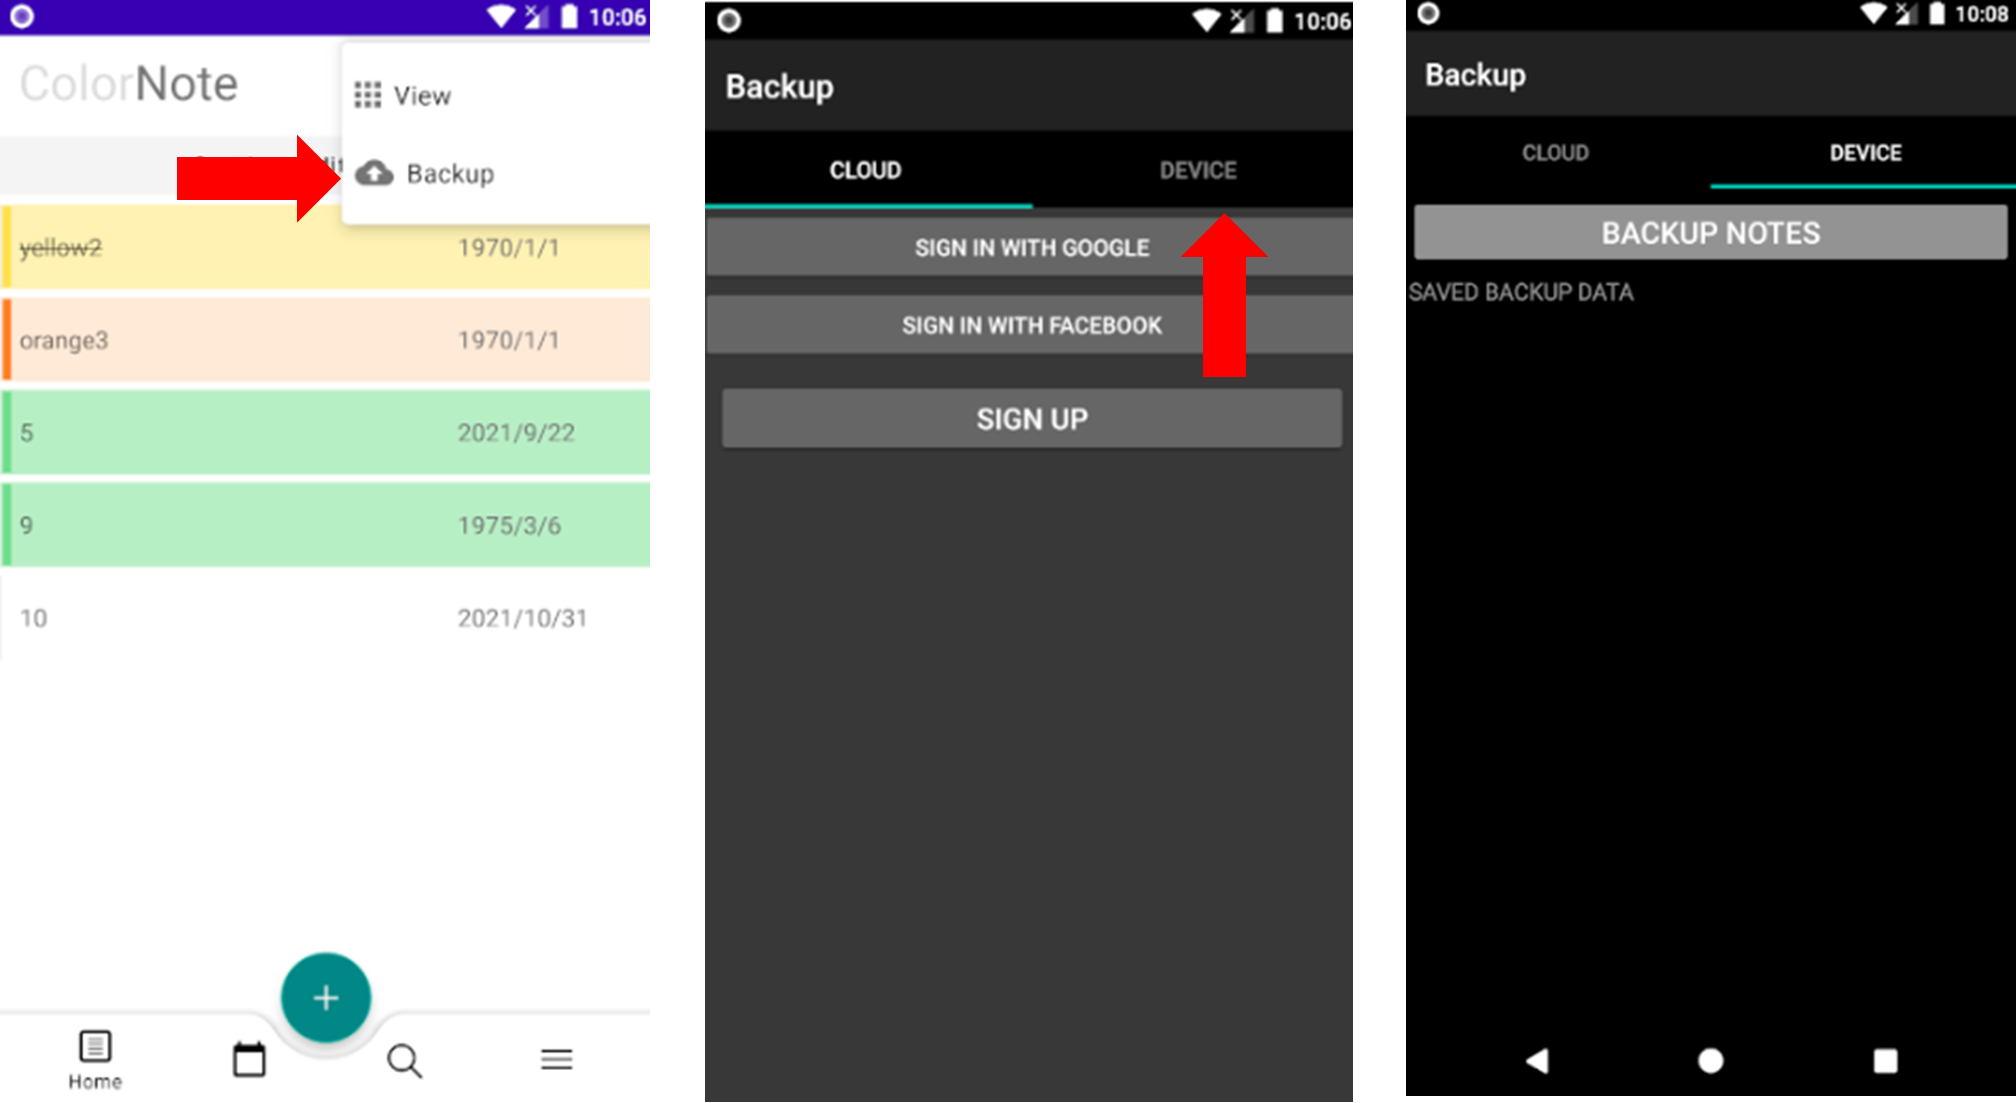 10:06
ColorNote
View
Backup
yellow2 1970/1/1
orange3 1970/1/1
5 2021/9/22
9 1975/3/6
10 2021/10/31
Home
10:06
Backup
CLOUD DEVICE
SIGN IN WITH GOOGLE
SIGN IN WITH FACEBOOK
SIGN UP
10:08
Backup
CLOUD DEVICE
BACKUP NOTES
SAVED BACKUP DATA